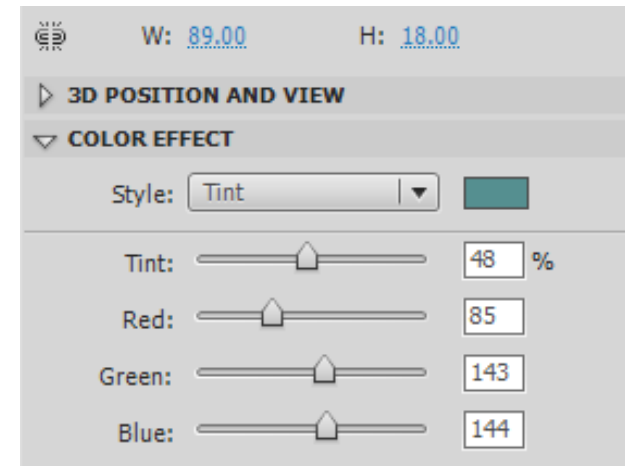 W: 89.00 H: 18.00
3D POSITION AND VIEW
COLOR EFFECT
Style: Tint
Tint: 48 %
Red: 85
Green: 143
Blue: 144